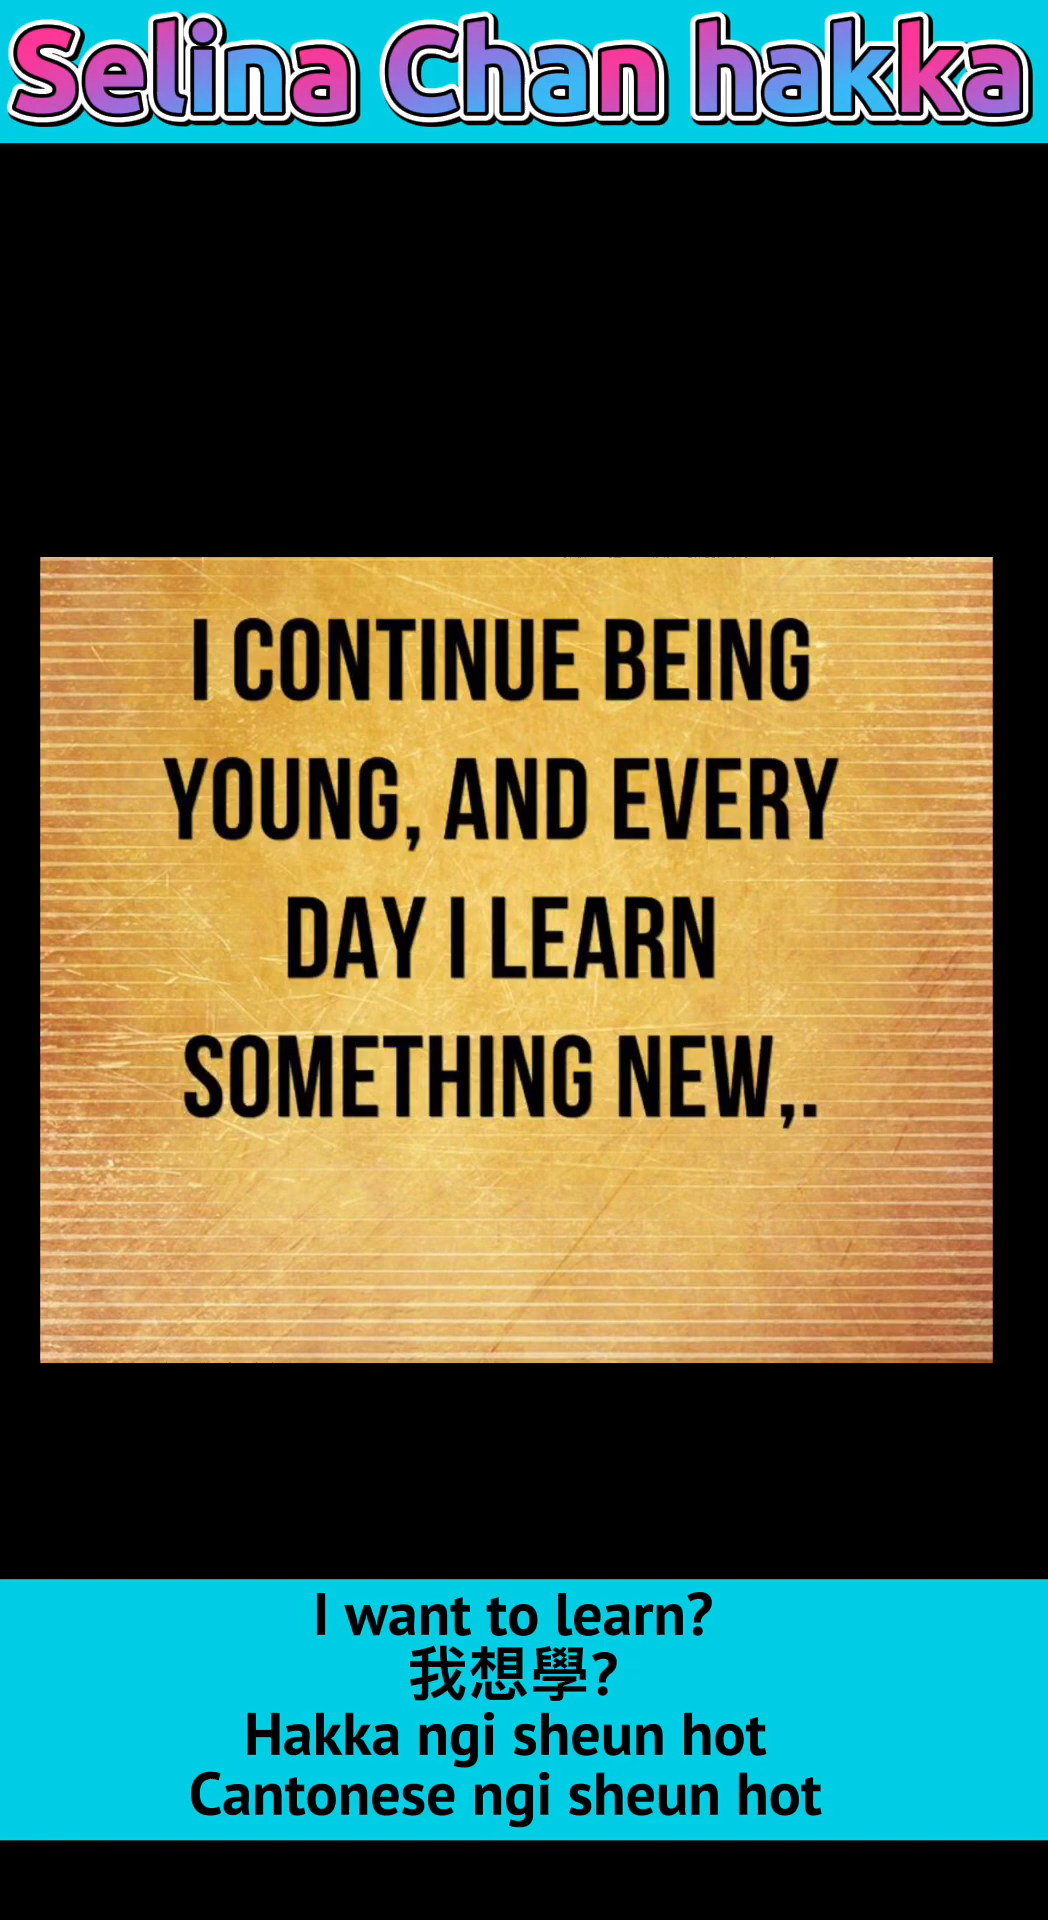 Selina Chan hakka
I CONTINUE BEING
YOUNG, AND EVERY
DAY I LEARN
SOMETHING NEW,.
I want to learn?
我想學?
Hakka ngi sheun hot
Cantonese ngi sheun hot